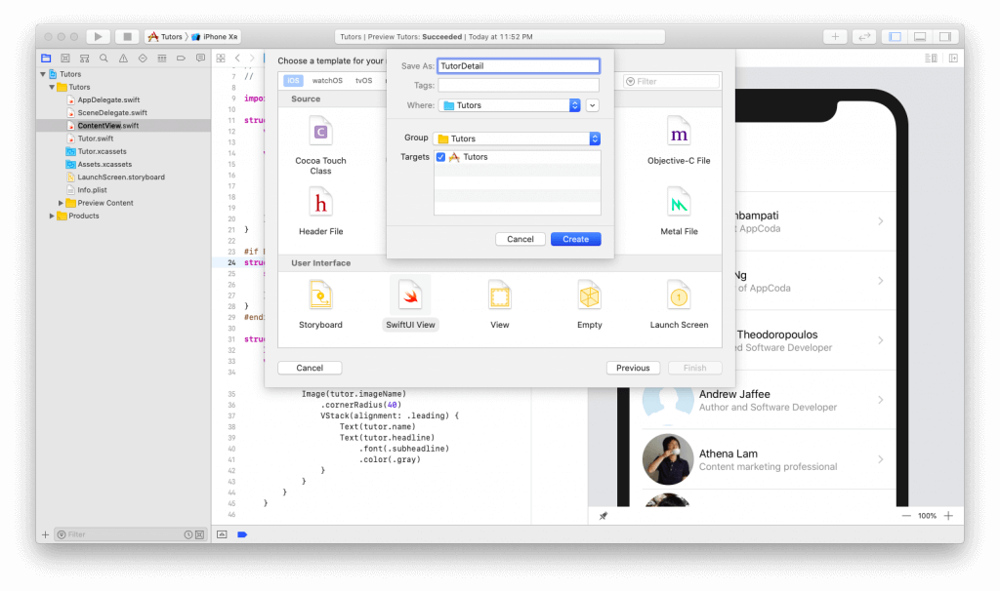 Tutors
iPhone XR
Tutors | Preview Tutors: Succeeded | Today at 11:52 PM
Tutors
Tutors
AppDelegate.swift
SceneDelegate.swift
ContentView.swift
Tutor.swift
Tutor.xcassets
Assets.xcassets
LaunchScreen.storyboard
Info.plist
Preview Content
Products
Filter
7 //
8
9 impor
10
11 struc
12
13
14
15
16
17
18
19
20
21 }
22
23 #if
24 struc
25
26
27
28 }
29 #endi
30
31 struc
32
33
34
35 Image(tutor.imageName)
36 .cornerRadius(40)
37 VStack(alignment: .leading) {
38 Text(tutor.name)
39 Text(tutor.headline)
40 .font(.subheadline)
41 .color(.gray)
42 }
43 }
44 }
45 }
46
Choose a template for your
iOS
watchOS
tvOS
Filter
Source
C
Cocoa Touch
Class
m
Objective-C File
h
Header File
Metal File
User Interface
Storyboard
SwiftUI View
View
Empty
1
Launch Screen
Cancel
Previous
Finish
Save As:
TutorDetail
Tags:
Where:
Tutors
Group
Tutors
Targets
Tutors
Cancel
Create
mbampati
t AppCoda
Ng
of AppCoda
Theodoropoulos
ed Software Developer
Andrew Jaffee
Author and Software Developer
Athena Lam
Content marketing professional
100%